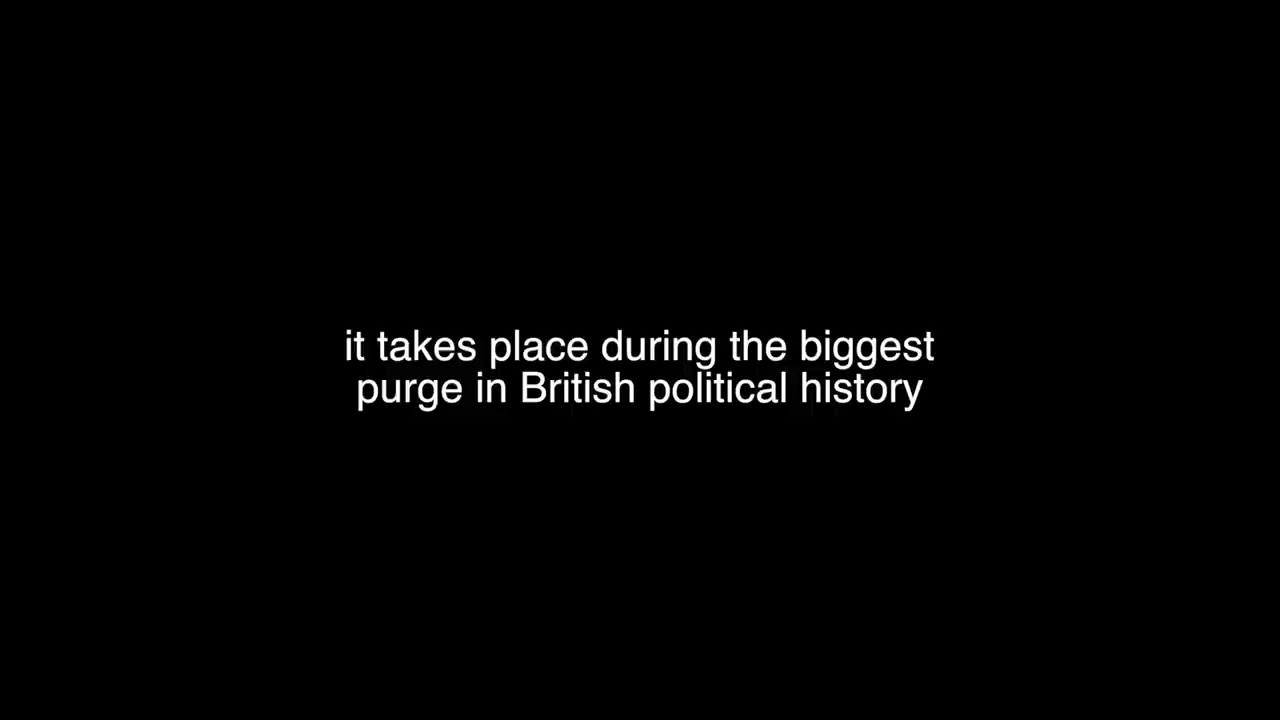 it takes place during the biggest
purge in British political history